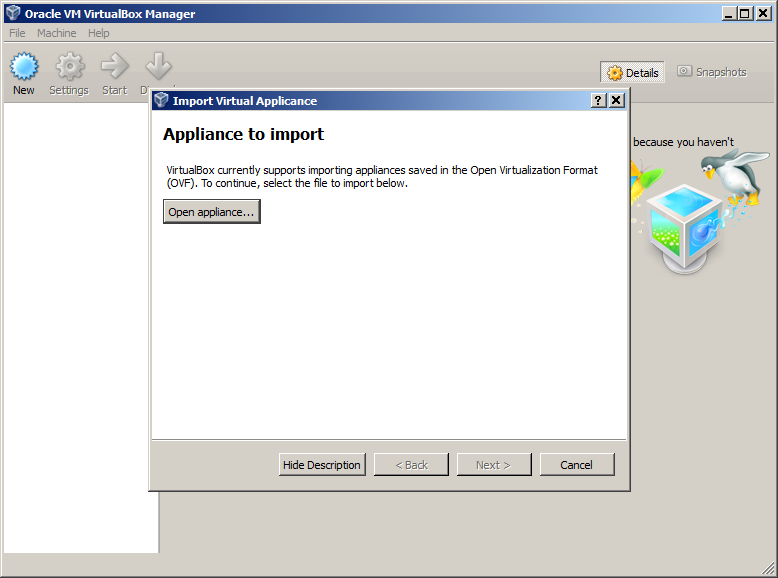 Oracle VM VirtualBox Manager
File Machine Help
New
Settings
Start
Details
Snapshots
Import Virtual Applicance
because you haven't
Appliance to import
VirtualBox currently supports importing appliances saved in the Open Virtualization Format
(OVF). To continue, select the file to import below.
Open appliance...
Hide Description
< Back
Next >
Cancel